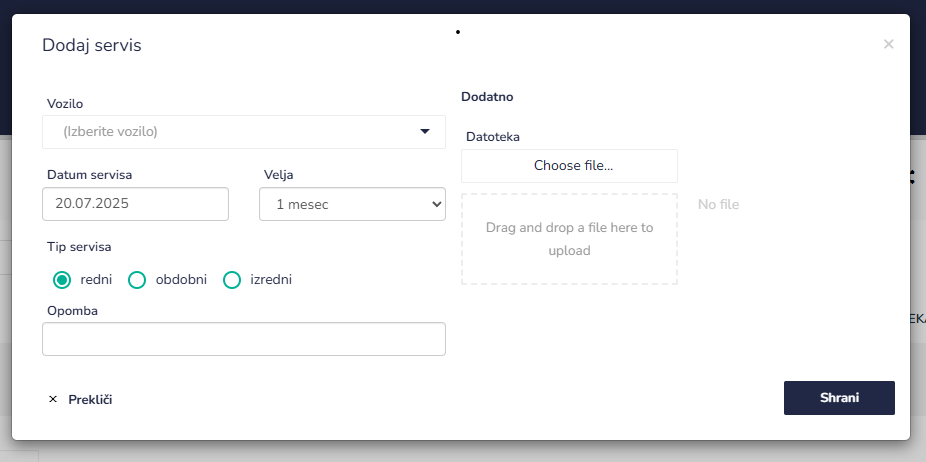 Dodaj servis
×
Vozilo
(Izberite vozilo)
Datum servisa
Velja
20.07.2025
1 mesec
Tip servisa
redni
obdobni
izredni
Opomba
Dodatno
Datoteka
Choose file...
Drag and drop a file here to
upload
No file
× Prekliči
Shrani